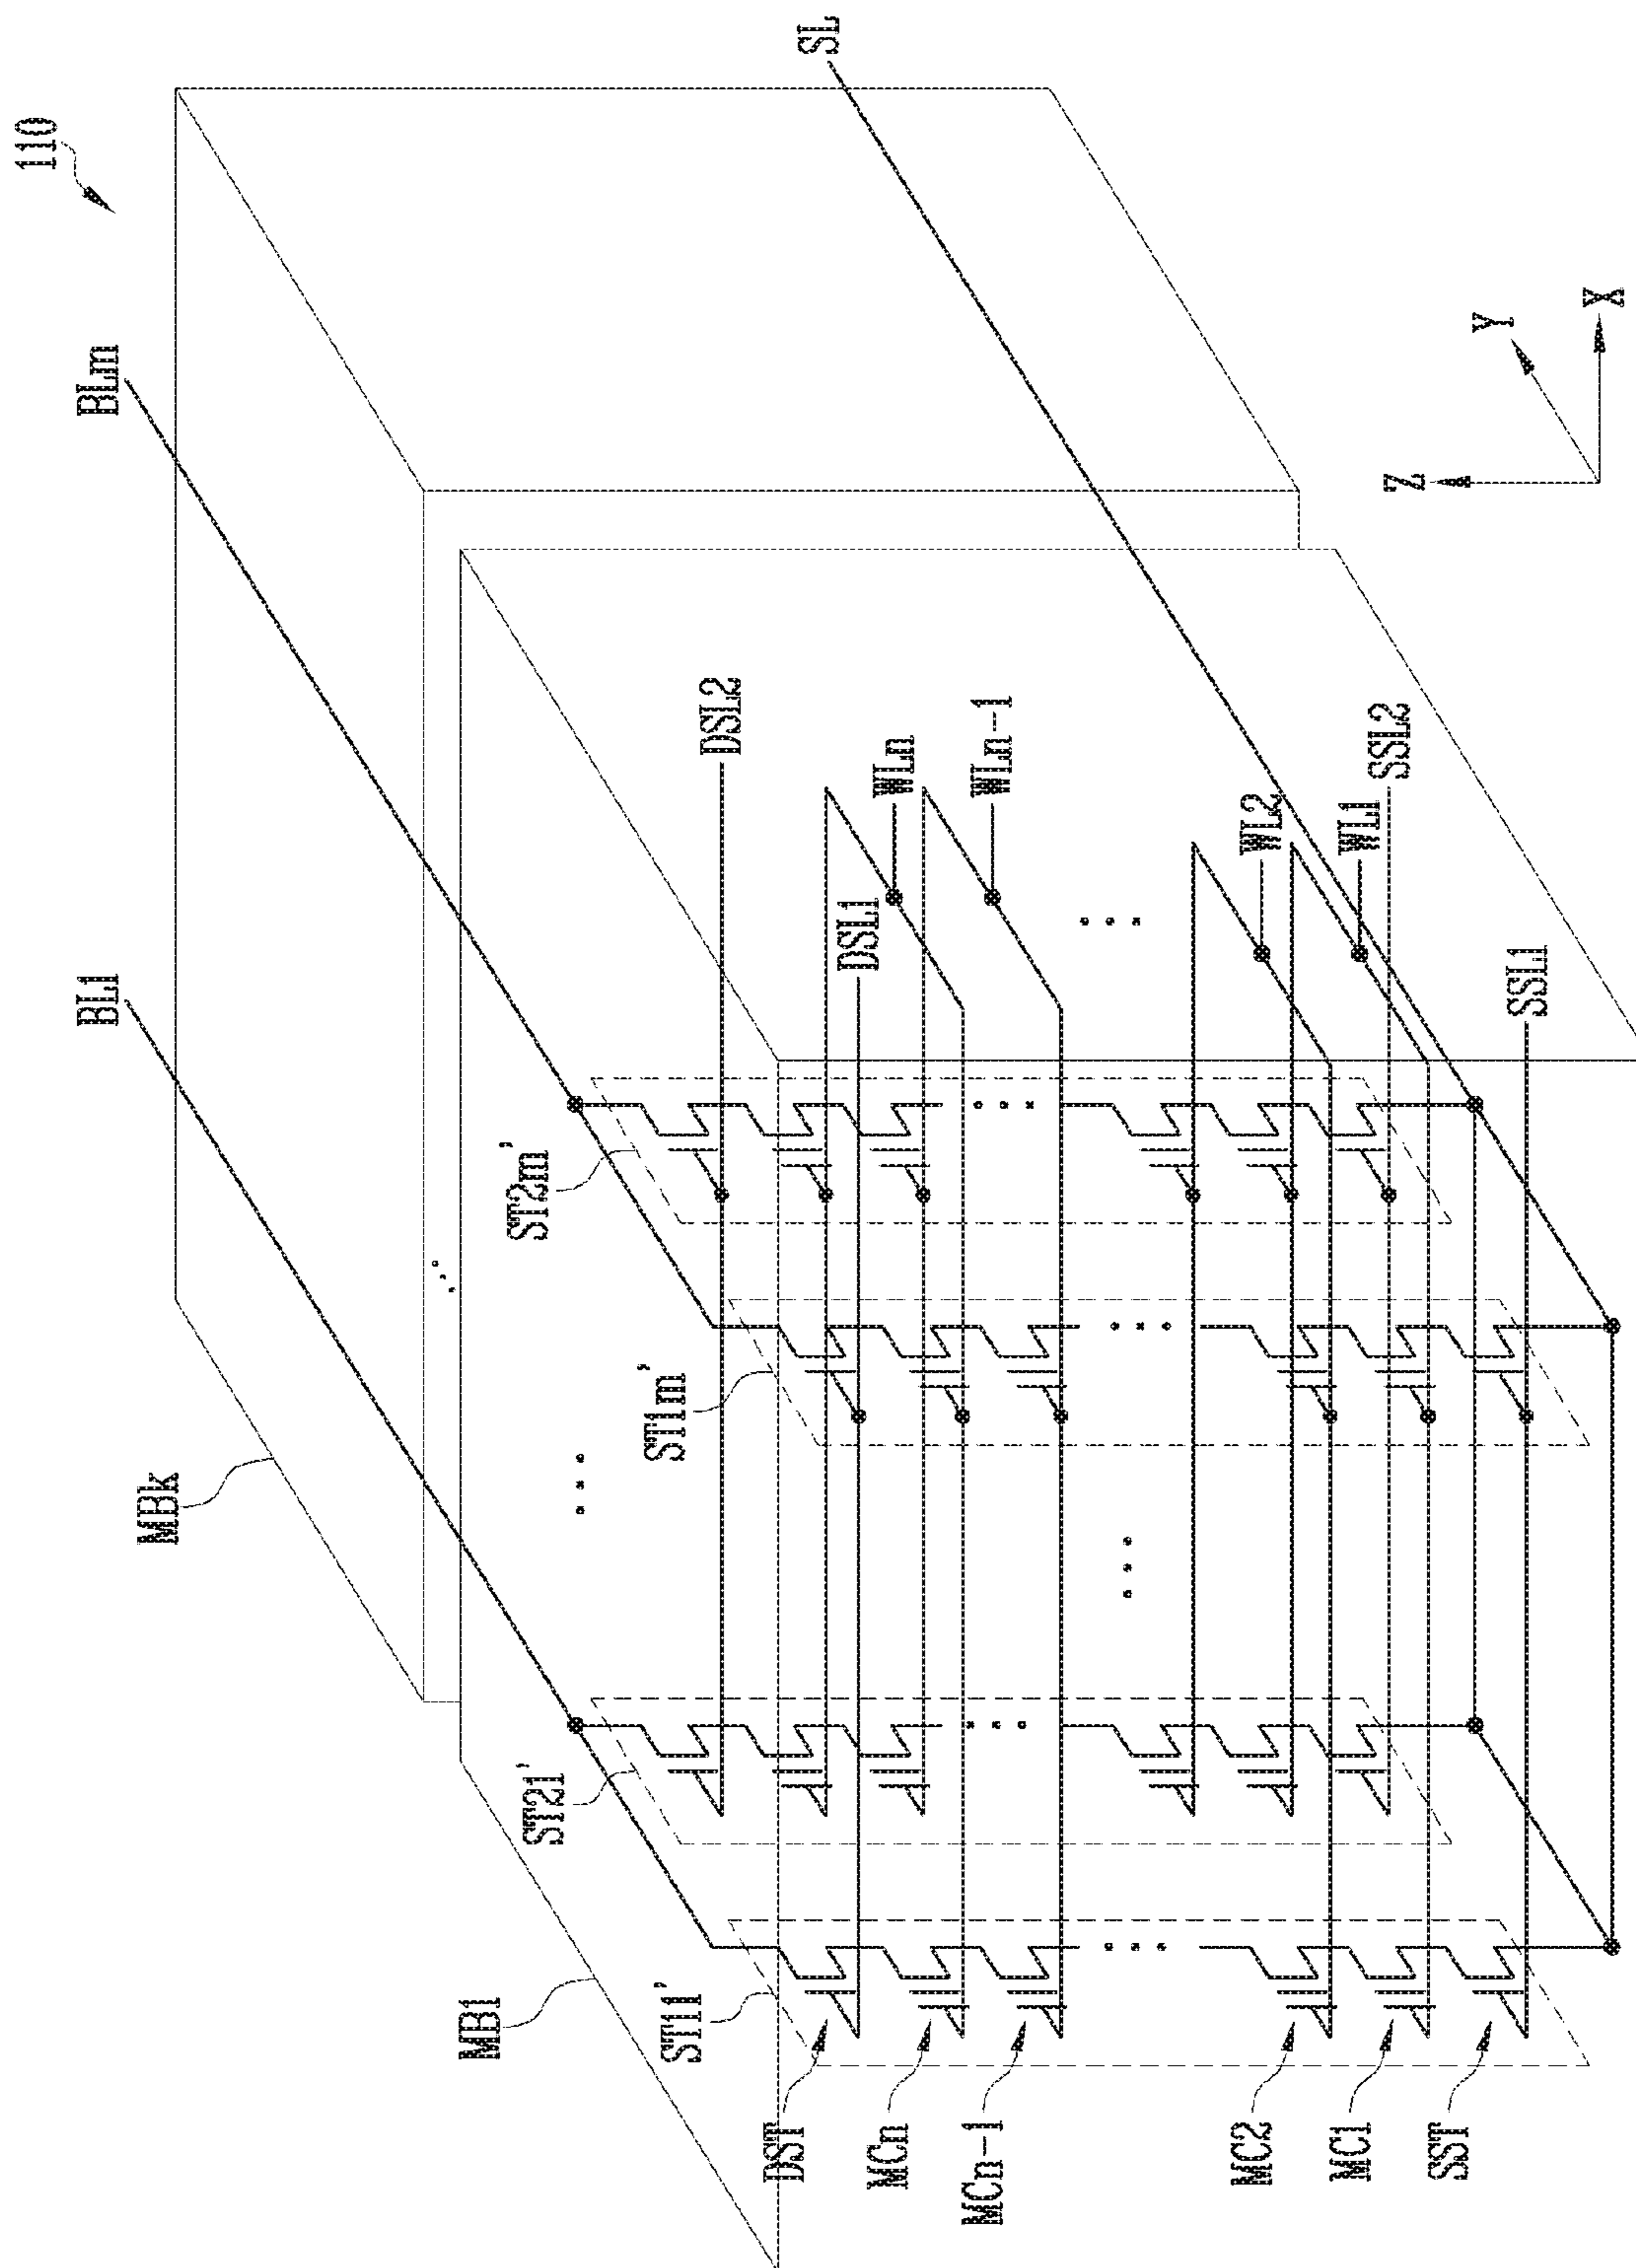 110
MBk
BL1
BLm
SL
MB1
ST11'
ST21'
ST1m'
ST2m'
DSL2
DSL1
WLn
WLn-1
WL2
WL1
SSL2
SSL1
DST
MCn
MCn-1
MC2
MC1
SST
Z
Y
X